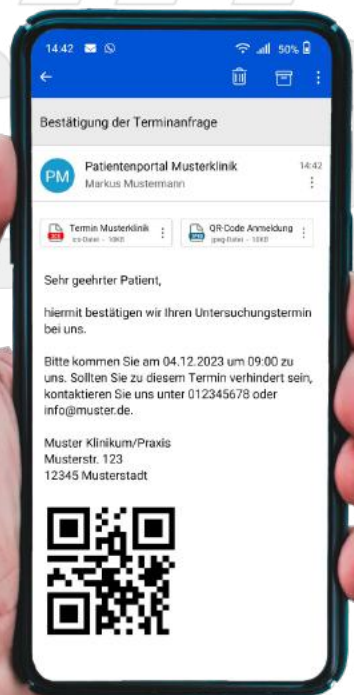 14:42 50%
Bestätigung der Terminanfrage
PM
Patientenportal Musterklinik 14:42
Markus Mustermann
Termin Musterklinik
ics-Datei – 10KB
QR-Code Anmeldung
jpeg-Datei – 10KB
Sehr geehrter Patient,
hiermit bestätigen wir Ihren Untersuchungstermin
bei uns.
Bitte kommen Sie am 04.12.2023 um 09:00 zu
uns. Sollten Sie zu diesem Termin verhindert sein,
kontaktieren Sie uns unter 012345678 oder
info@muster.de.
Muster Klinikum/Praxis
Musterstr. 123
12345 Musterstadt